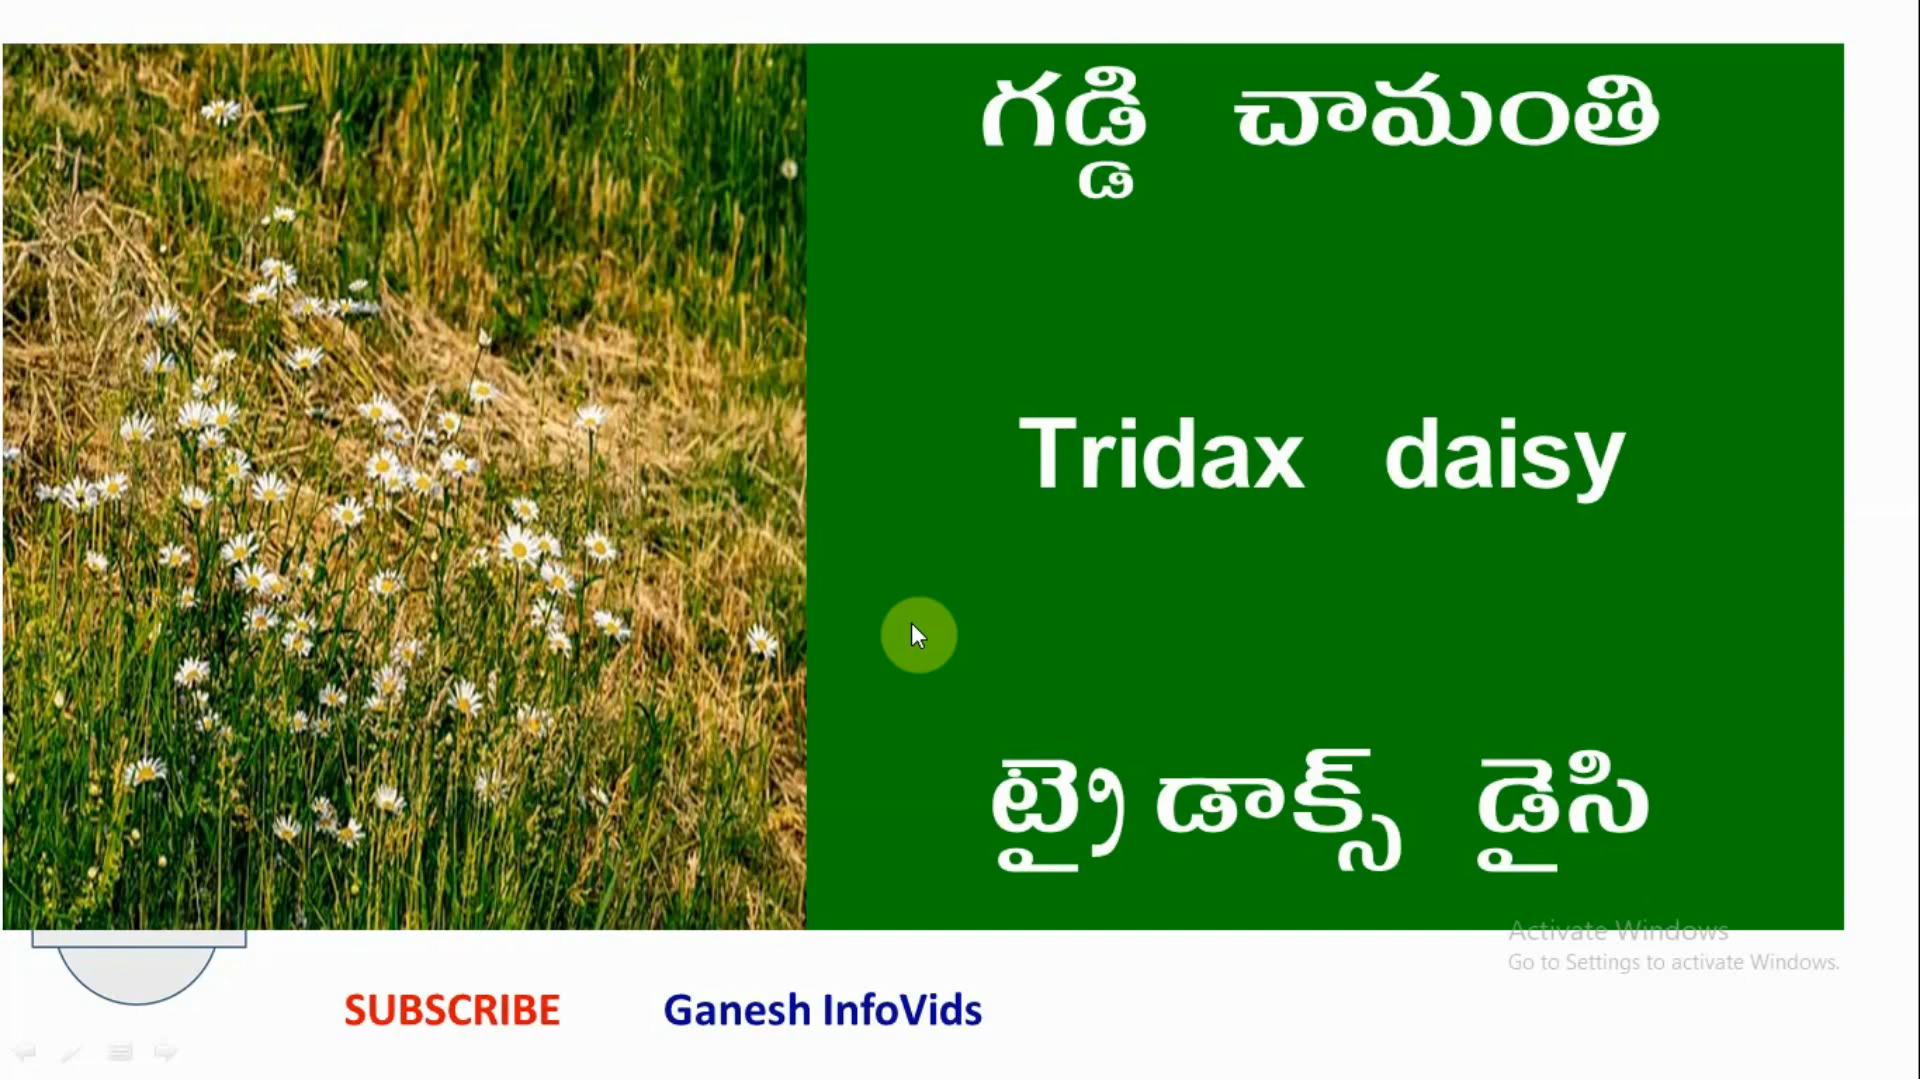 గడ్డి చామంతి
Tridax daisy
ట్రై డాక్స్ డైసి
Activate Windows
Go to Settings to activate Windows.
SUBSCRIBE Ganesh InfoVids